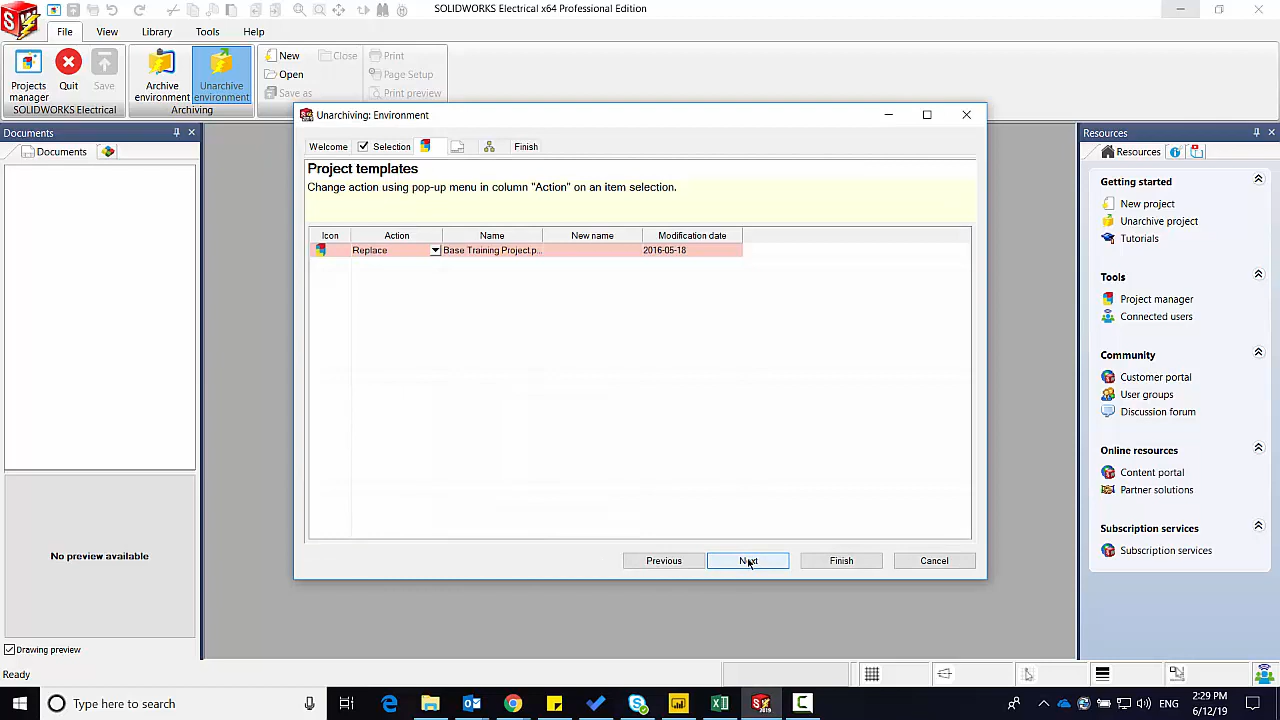 SOLIDWORKS Electrical x64 Professional Edition
File View Library Tools Help
Projects manager
Quit
Save
SOLIDWORKS Electrical
Archive environment
Unarchive environment
Archiving
New
Open
Save as
Close
Print
Page Setup
Print preview
Documents
Documents
No preview available
Drawing preview
Ready
Unarchiving: Environment
Welcome Selection Finish
Project templates
Change action using pop-up menu in column "Action" on an item selection.
Icon Action Name New name Modification date
Replace Base Training Project.p... 2016-05-18
Previous Next Finish Cancel
Resources
Resources
Getting started
New project
Unarchive project
Tutorials
Tools
Project manager
Connected users
Community
Customer portal
User groups
Discussion forum
Online resources
Content portal
Partner solutions
Subscription services
Subscription services
Type here to search
2:29 PM
6/12/19